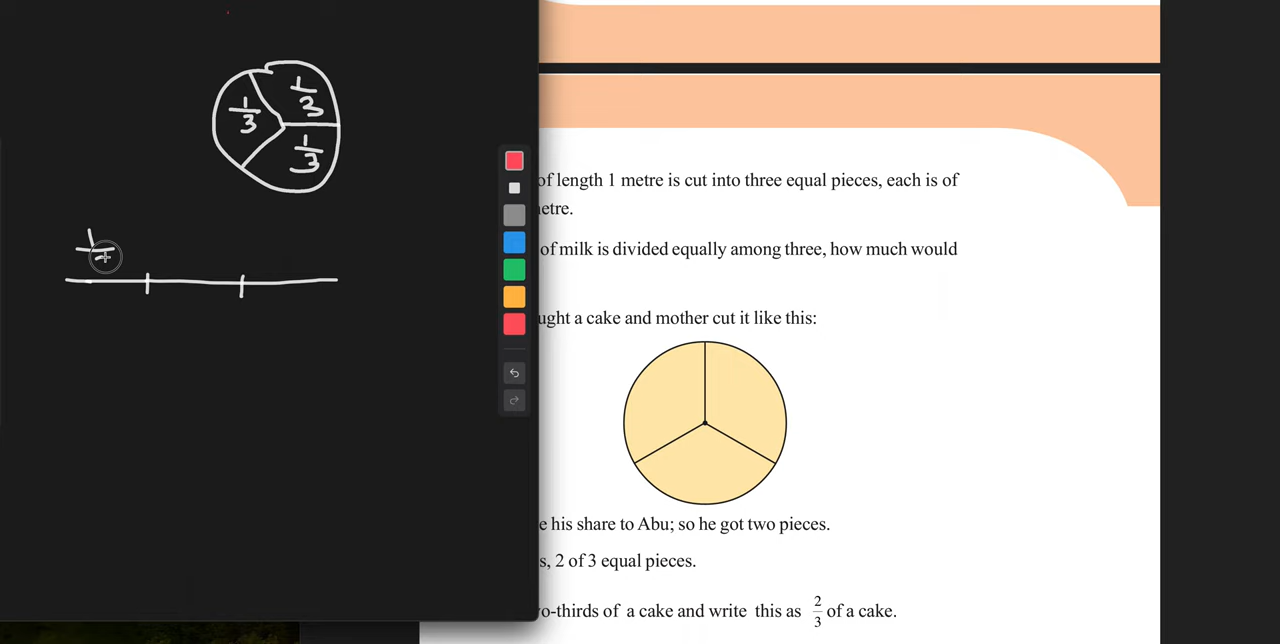 1/3
1/3
1/3
1
of length 1 metre is cut into three equal pieces, each is of
etre.
of milk is divided equally among three, how much would
ught a cake and mother cut it like this:
e his share to Abu; so he got two pieces.
s, 2 of 3 equal pieces.
o-thirds of a cake and write this as 2/3 of a cake.